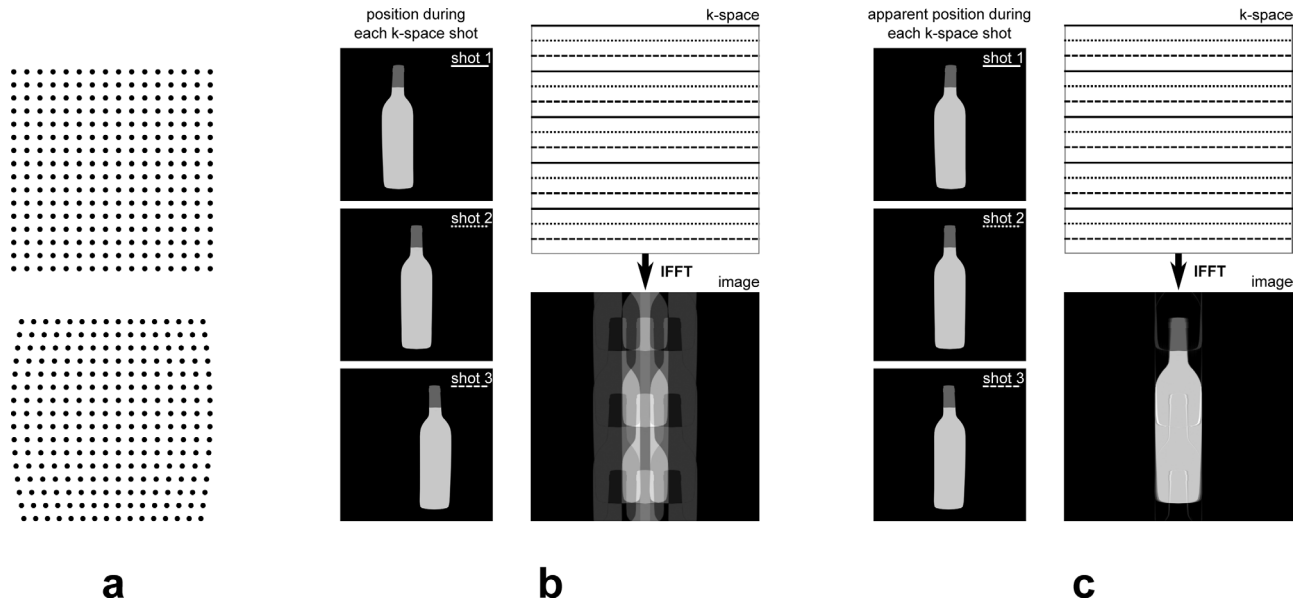 position during
each k-space shot
shot 1
shot 2
shot 3
k-space
IFFT
image
apparent position during
each k-space shot
shot 1
shot 2
shot 3
k-space
IFFT
image
a
b
c